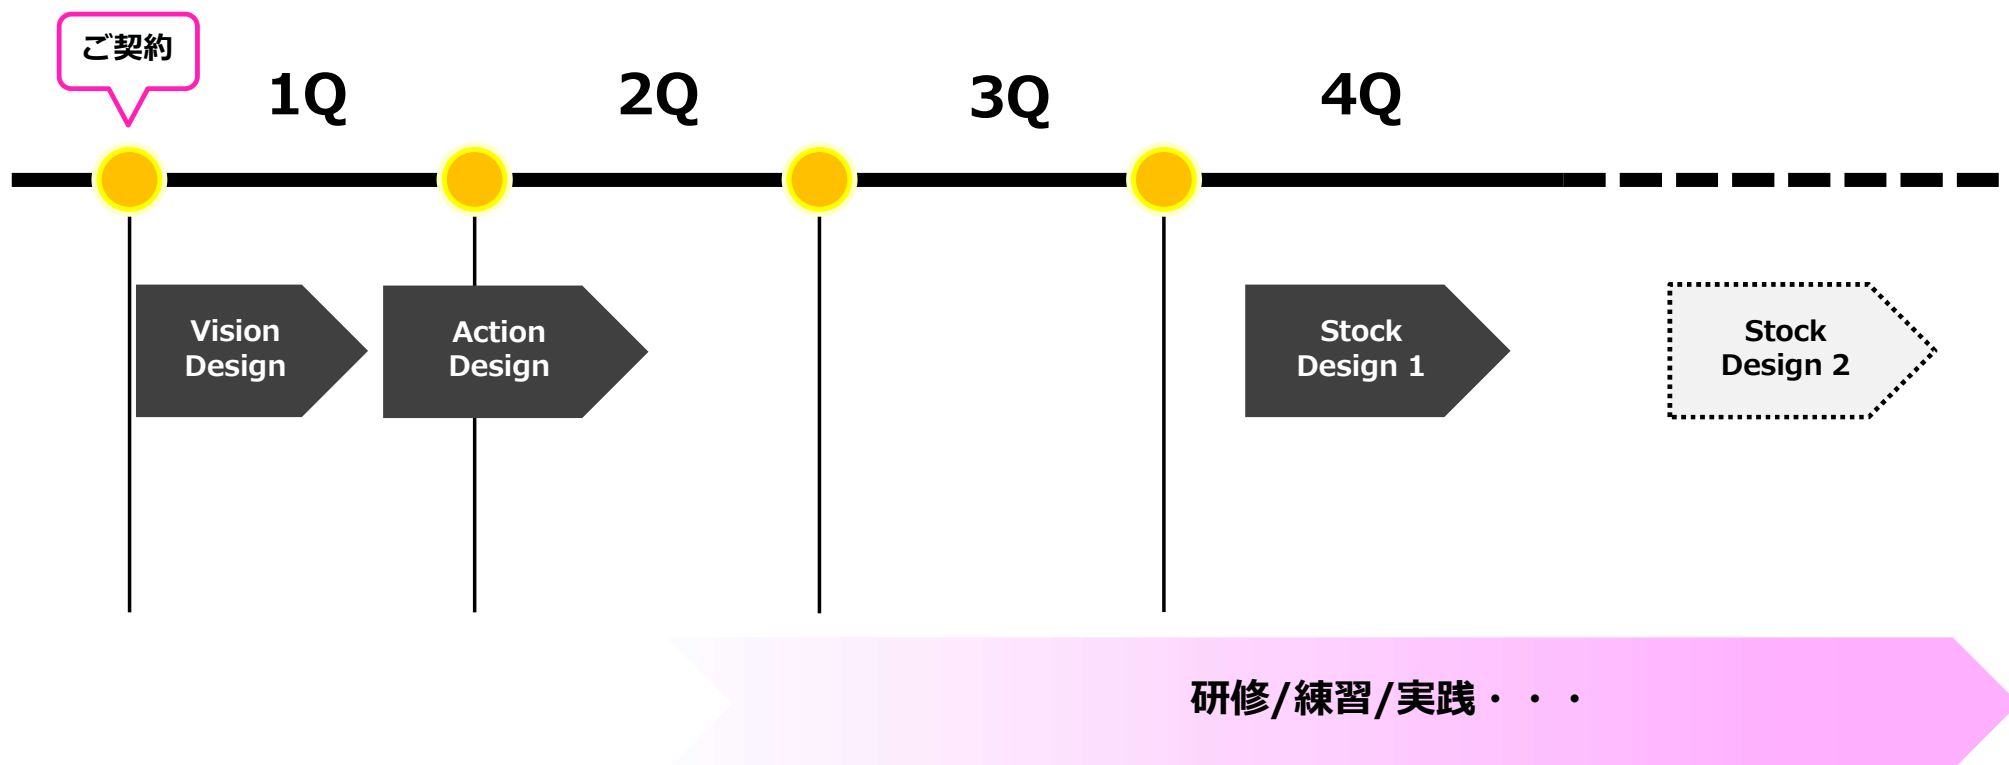 ご契約
1Q
2Q
3Q
4Q
Vision
Design
Action
Design
Stock
Design 1
Stock
Design 2
研修/練習/実践・・・